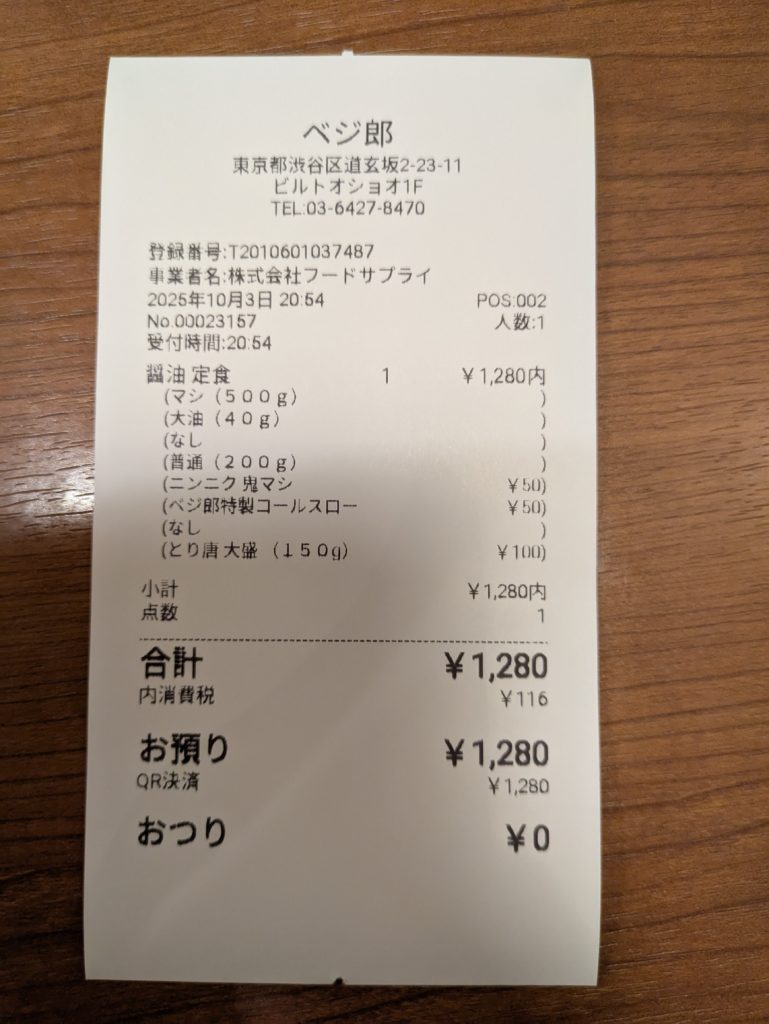 ベジ郎
東京都渋谷区道玄坂2-23-11
ビルトオショオ1F
TEL:03-6427-8470
登録番号:T2010601037487
事業者名:株式会社フードサプライ
2025年10月3日 20:54 POS:002
No.00023157 人数:1
受付時間:20:54
醤油 定食 1 ¥1,280内
(マシ（５００ｇ） )
(大油（４０ｇ） )
(なし )
(普通（２００ｇ） )
(ニンニク 鬼マシ ¥50)
(ベジ郎特製コールスロー ¥50)
(なし )
(とり唐 大盛 （１５０g） ¥100)
小計 ¥1,280内
点数 1
合計 ¥1,280
内消費税 ¥116
お預り ¥1,280
QR決済 ¥1,280
おつり ¥0